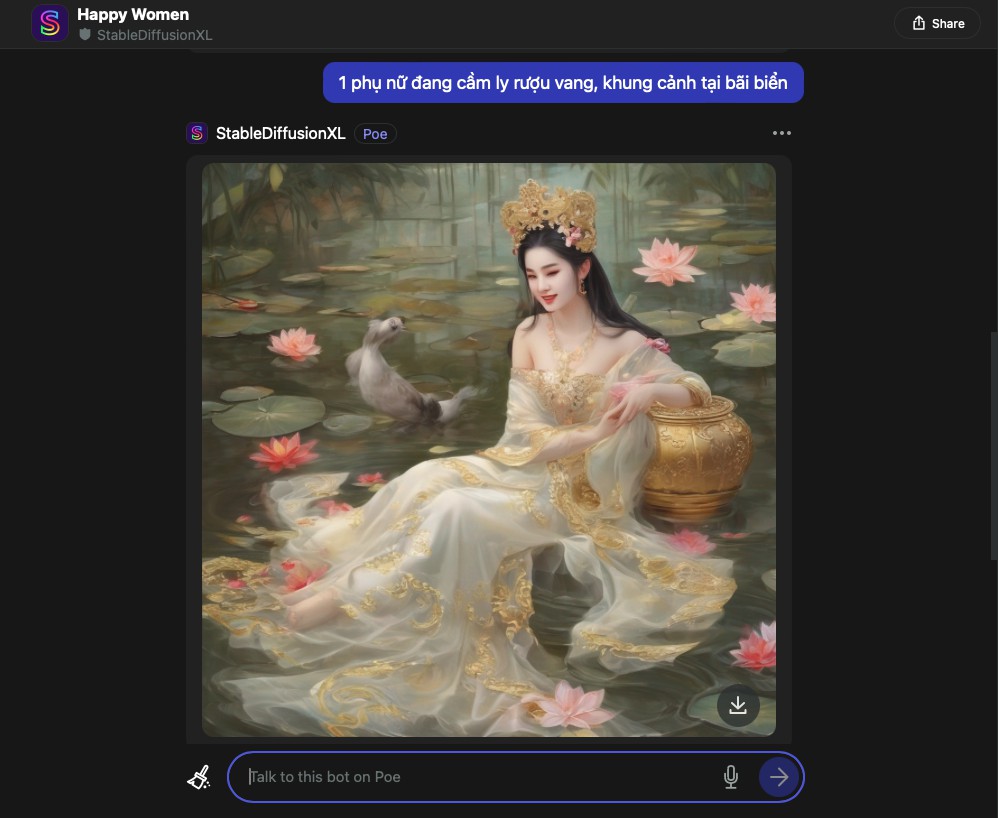 Happy Women
StableDiffusionXL
Share
1 phụ nữ đang cầm ly rượu vang, khung cảnh tại bãi biển
StableDiffusionXL Poe
Talk to this bot on Poe